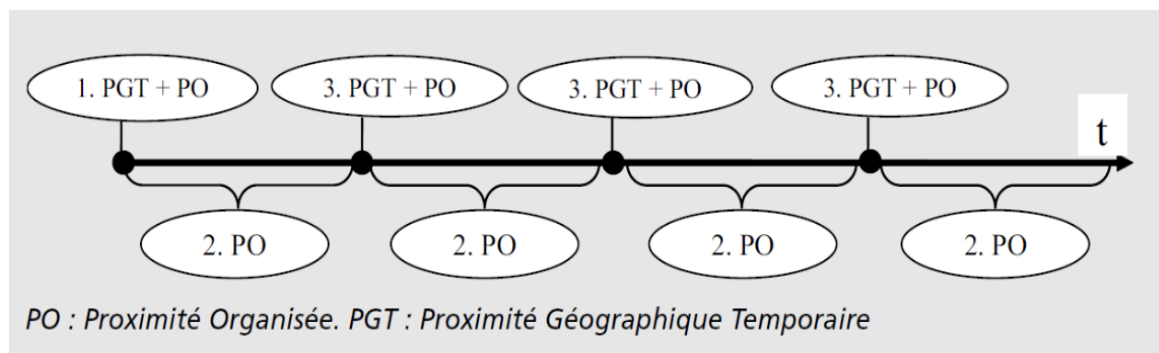 1. PGT + PO
3. PGT + PO
3. PGT + PO
3. PGT + PO
t
2. PO
2. PO
2. PO
2. PO
PO : Proximité Organisée. PGT : Proximité Géographique Temporaire